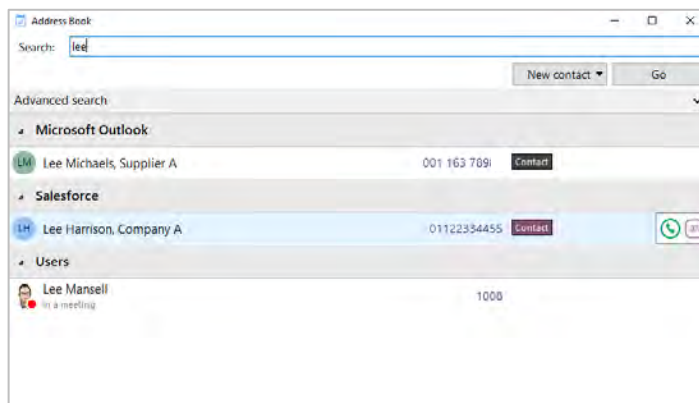 Address Book
Search: lee
New contact Go
Advanced search
Microsoft Outlook
LM Lee Michaels, Supplier A 001 163 789 Contact
Salesforce
LH Lee Harrison, Company A 01122334455 Contact
Users
Lee Mansell 1008
In a meeting